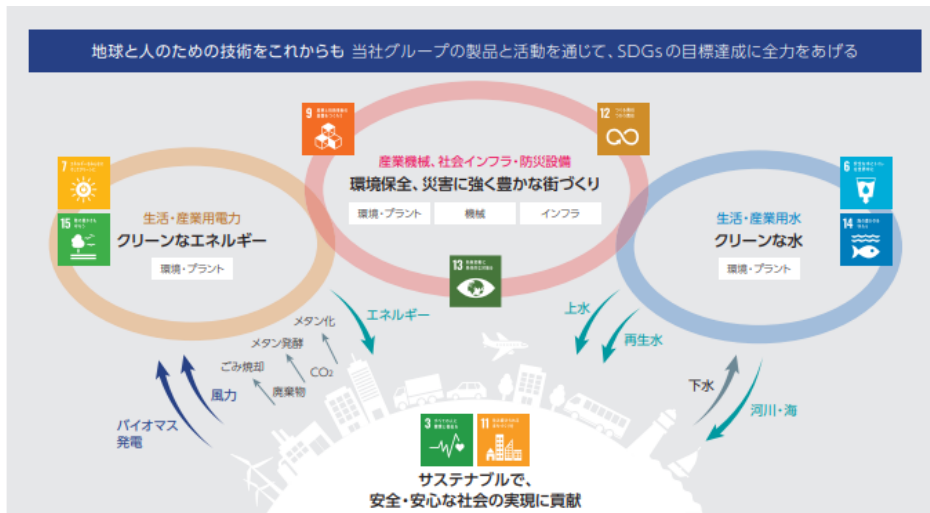 地球と人のための技術をこれからも 当社グループの製品と活動を通じて、SDGsの目標達成に全力をあげる
9
12
産業機械、社会インフラ・防災設備
環境保全、災害に強く豊かな街づくり
環境・プラント
機械
インフラ
13
7
15
生活・産業用電力
クリーンなエネルギー
環境・プラント
6
14
生活・産業用水
クリーンな水
環境・プラント
エネルギー
メタン化
メタン発酵
ごみ焼却
CO₂
廃棄物
風力
バイオマス
発電
上水
再生水
下水
河川・海
3
11
サステナブルで、
安全・安心な社会の実現に貢献